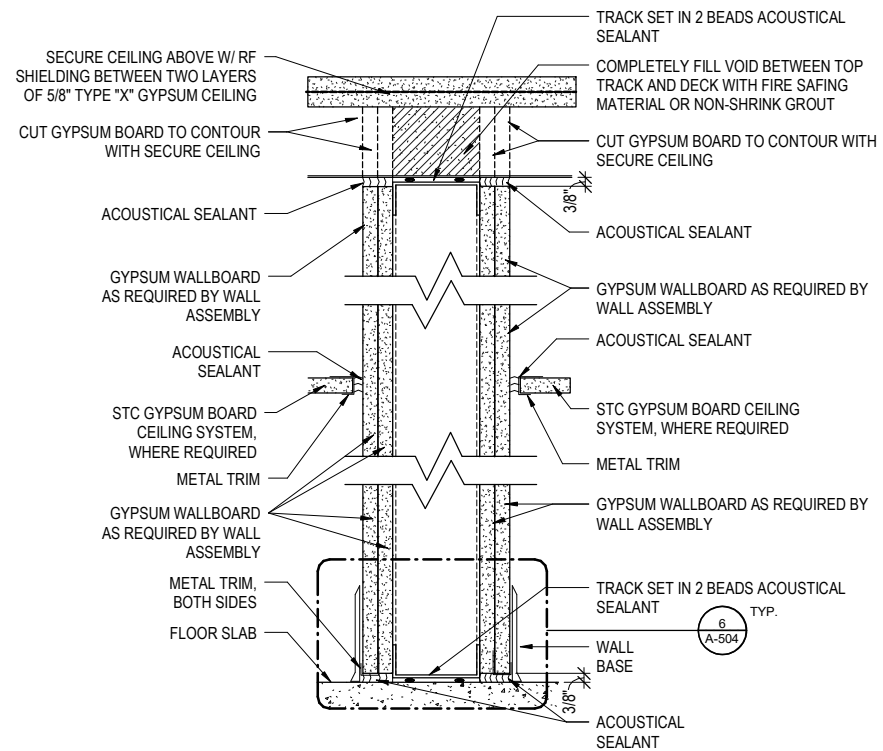 TRACK SET IN 2 BEADS ACOUSTICAL
SEALANT
SECURE CEILING ABOVE W/ RF
SHIELDING BETWEEN TWO LAYERS
OF 5/8" TYPE "X" GYPSUM CEILING
COMPLETELY FILL VOID BETWEEN TOP
TRACK AND DECK WITH FIRE SAFING
MATERIAL OR NON-SHRINK GROUT
CUT GYPSUM BOARD TO CONTOUR
WITH SECURE CEILING
CUT GYPSUM BOARD TO CONTOUR WITH
SECURE CEILING
3/8"
ACOUSTICAL SEALANT
ACOUSTICAL SEALANT
GYPSUM WALLBOARD
AS REQUIRED BY WALL
ASSEMBLY
GYPSUM WALLBOARD AS REQUIRED BY
WALL ASSEMBLY
ACOUSTICAL
SEALANT
ACOUSTICAL SEALANT
STC GYPSUM BOARD
CEILING SYSTEM,
WHERE REQUIRED
STC GYPSUM BOARD CEILING
SYSTEM, WHERE REQUIRED
METAL TRIM
METAL TRIM
GYPSUM WALLBOARD
AS REQUIRED BY WALL
ASSEMBLY
GYPSUM WALLBOARD AS REQUIRED BY
WALL ASSEMBLY
METAL TRIM,
BOTH SIDES
TRACK SET IN 2 BEADS ACOUSTICAL
SEALANT
FLOOR SLAB
6
A-504
TYP.
WALL
BASE
3/8"
ACOUSTICAL
SEALANT